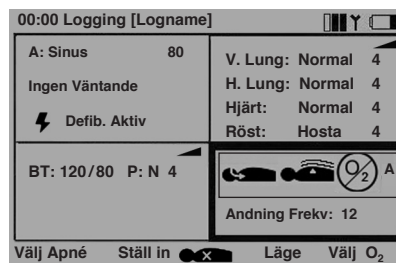 00:00 Logging [Logname]
A: Sinus 80
Ingen Väntande
Defib. Aktiv
V. Lung: Normal 4
H. Lung: Normal 4
Hjärt: Normal 4
Röst: Hosta 4
BT: 120/80 P: N 4
O2 A
Andning Frekv: 12
Välj Apné Ställ in Läge Välj O2